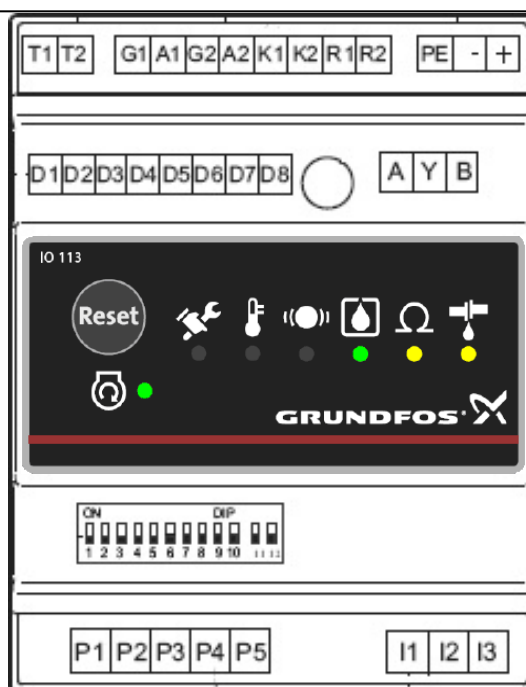 T1 T2 G1 A1 G2 A2 K1 K2 R1 R2 PE - +
D1 D2 D3 D4 D5 D6 D7 D8 A Y B
IO 113
Reset
Ω
GRUNDFOS
ON DIP
1 2 3 4 5 6 7 8 9 10 11 12
P1 P2 P3 P4 P5 I1 I2 I3